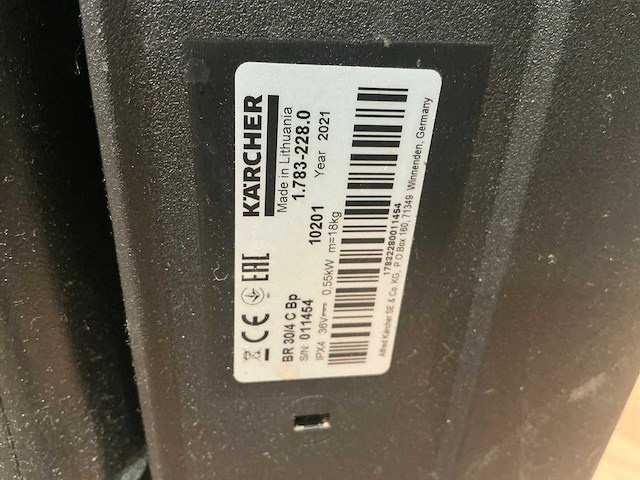 KÄRCHER
Made in Lithuania
CE EAC
BR 30/4 C Bp 1.783-228.0
S/N: 011454 10201 Year 2021
IPX4 36V 0,55kW m=18kg
178322800011454
Alfred Kärcher SE & Co. KG, P.O.Box 160, 71349 Winnenden, Germany